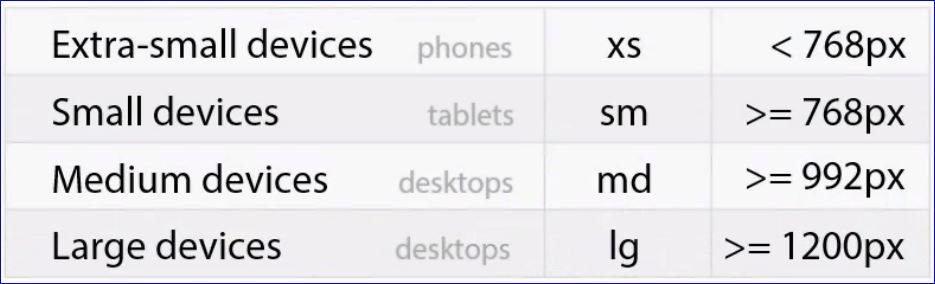 Extra-small devices phones xs < 768px
Small devices tablets sm >= 768px
Medium devices desktops md >= 992px
Large devices desktops lg >= 1200px